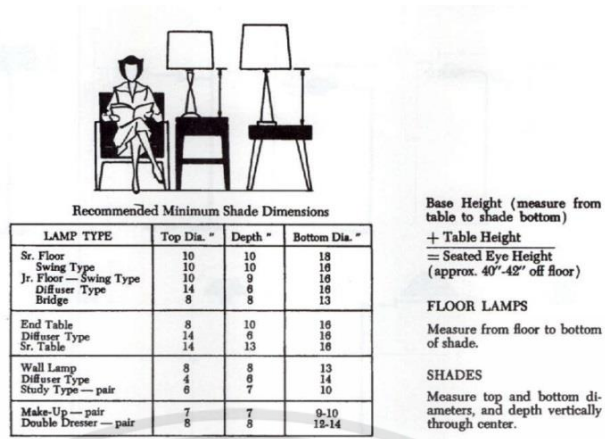 Recommended Minimum Shade Dimensions
LAMP TYPE Top Dia. " Depth " Bottom Dia. "
Sr. Floor 10 10 18
Swing Type 10 10 16
Jr. Floor — Swing Type 10 9 16
Diffuser Type 14 6 16
Bridge 8 8 13
End Table 8 10 16
Diffuser Type 14 6 16
Sr. Table 14 13 16
Wall Lamp 8 8 13
Diffuser Type 4 6 14
Study Type — pair 6 7 10
Make-Up — pair 7 7 9-10
Double Dresser — pair 8 8 12-14
Base Height (measure from
table to shade bottom)
+ Table Height
= Seated Eye Height
(approx. 40"-42" off floor)
FLOOR LAMPS
Measure from floor to bottom
of shade.
SHADES
Measure top and bottom di-
ameters, and depth vertically
through center.